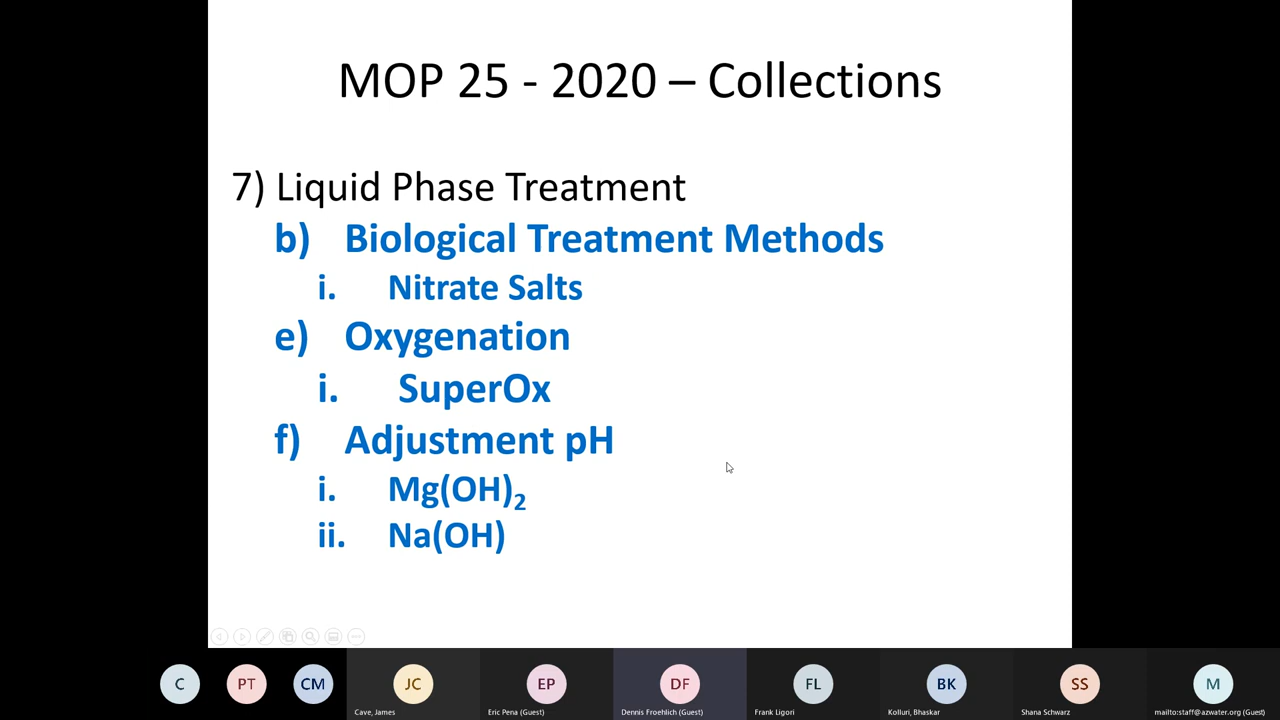 MOP 25 - 2020 – Collections
7) Liquid Phase Treatment
b) Biological Treatment Methods
i. Nitrate Salts
e) Oxygenation
i. SuperOx
f) Adjustment pH
i. Mg(OH)₂
ii. Na(OH)
C PT CM JC EP DF FL BK SS M
Cave, James Eric Pena (Guest) Dennis Froehlich (Guest) Frank Ligori Kolluri, Bhaskar Shana Schwarz mailto:staff@azwater.org (Guest)